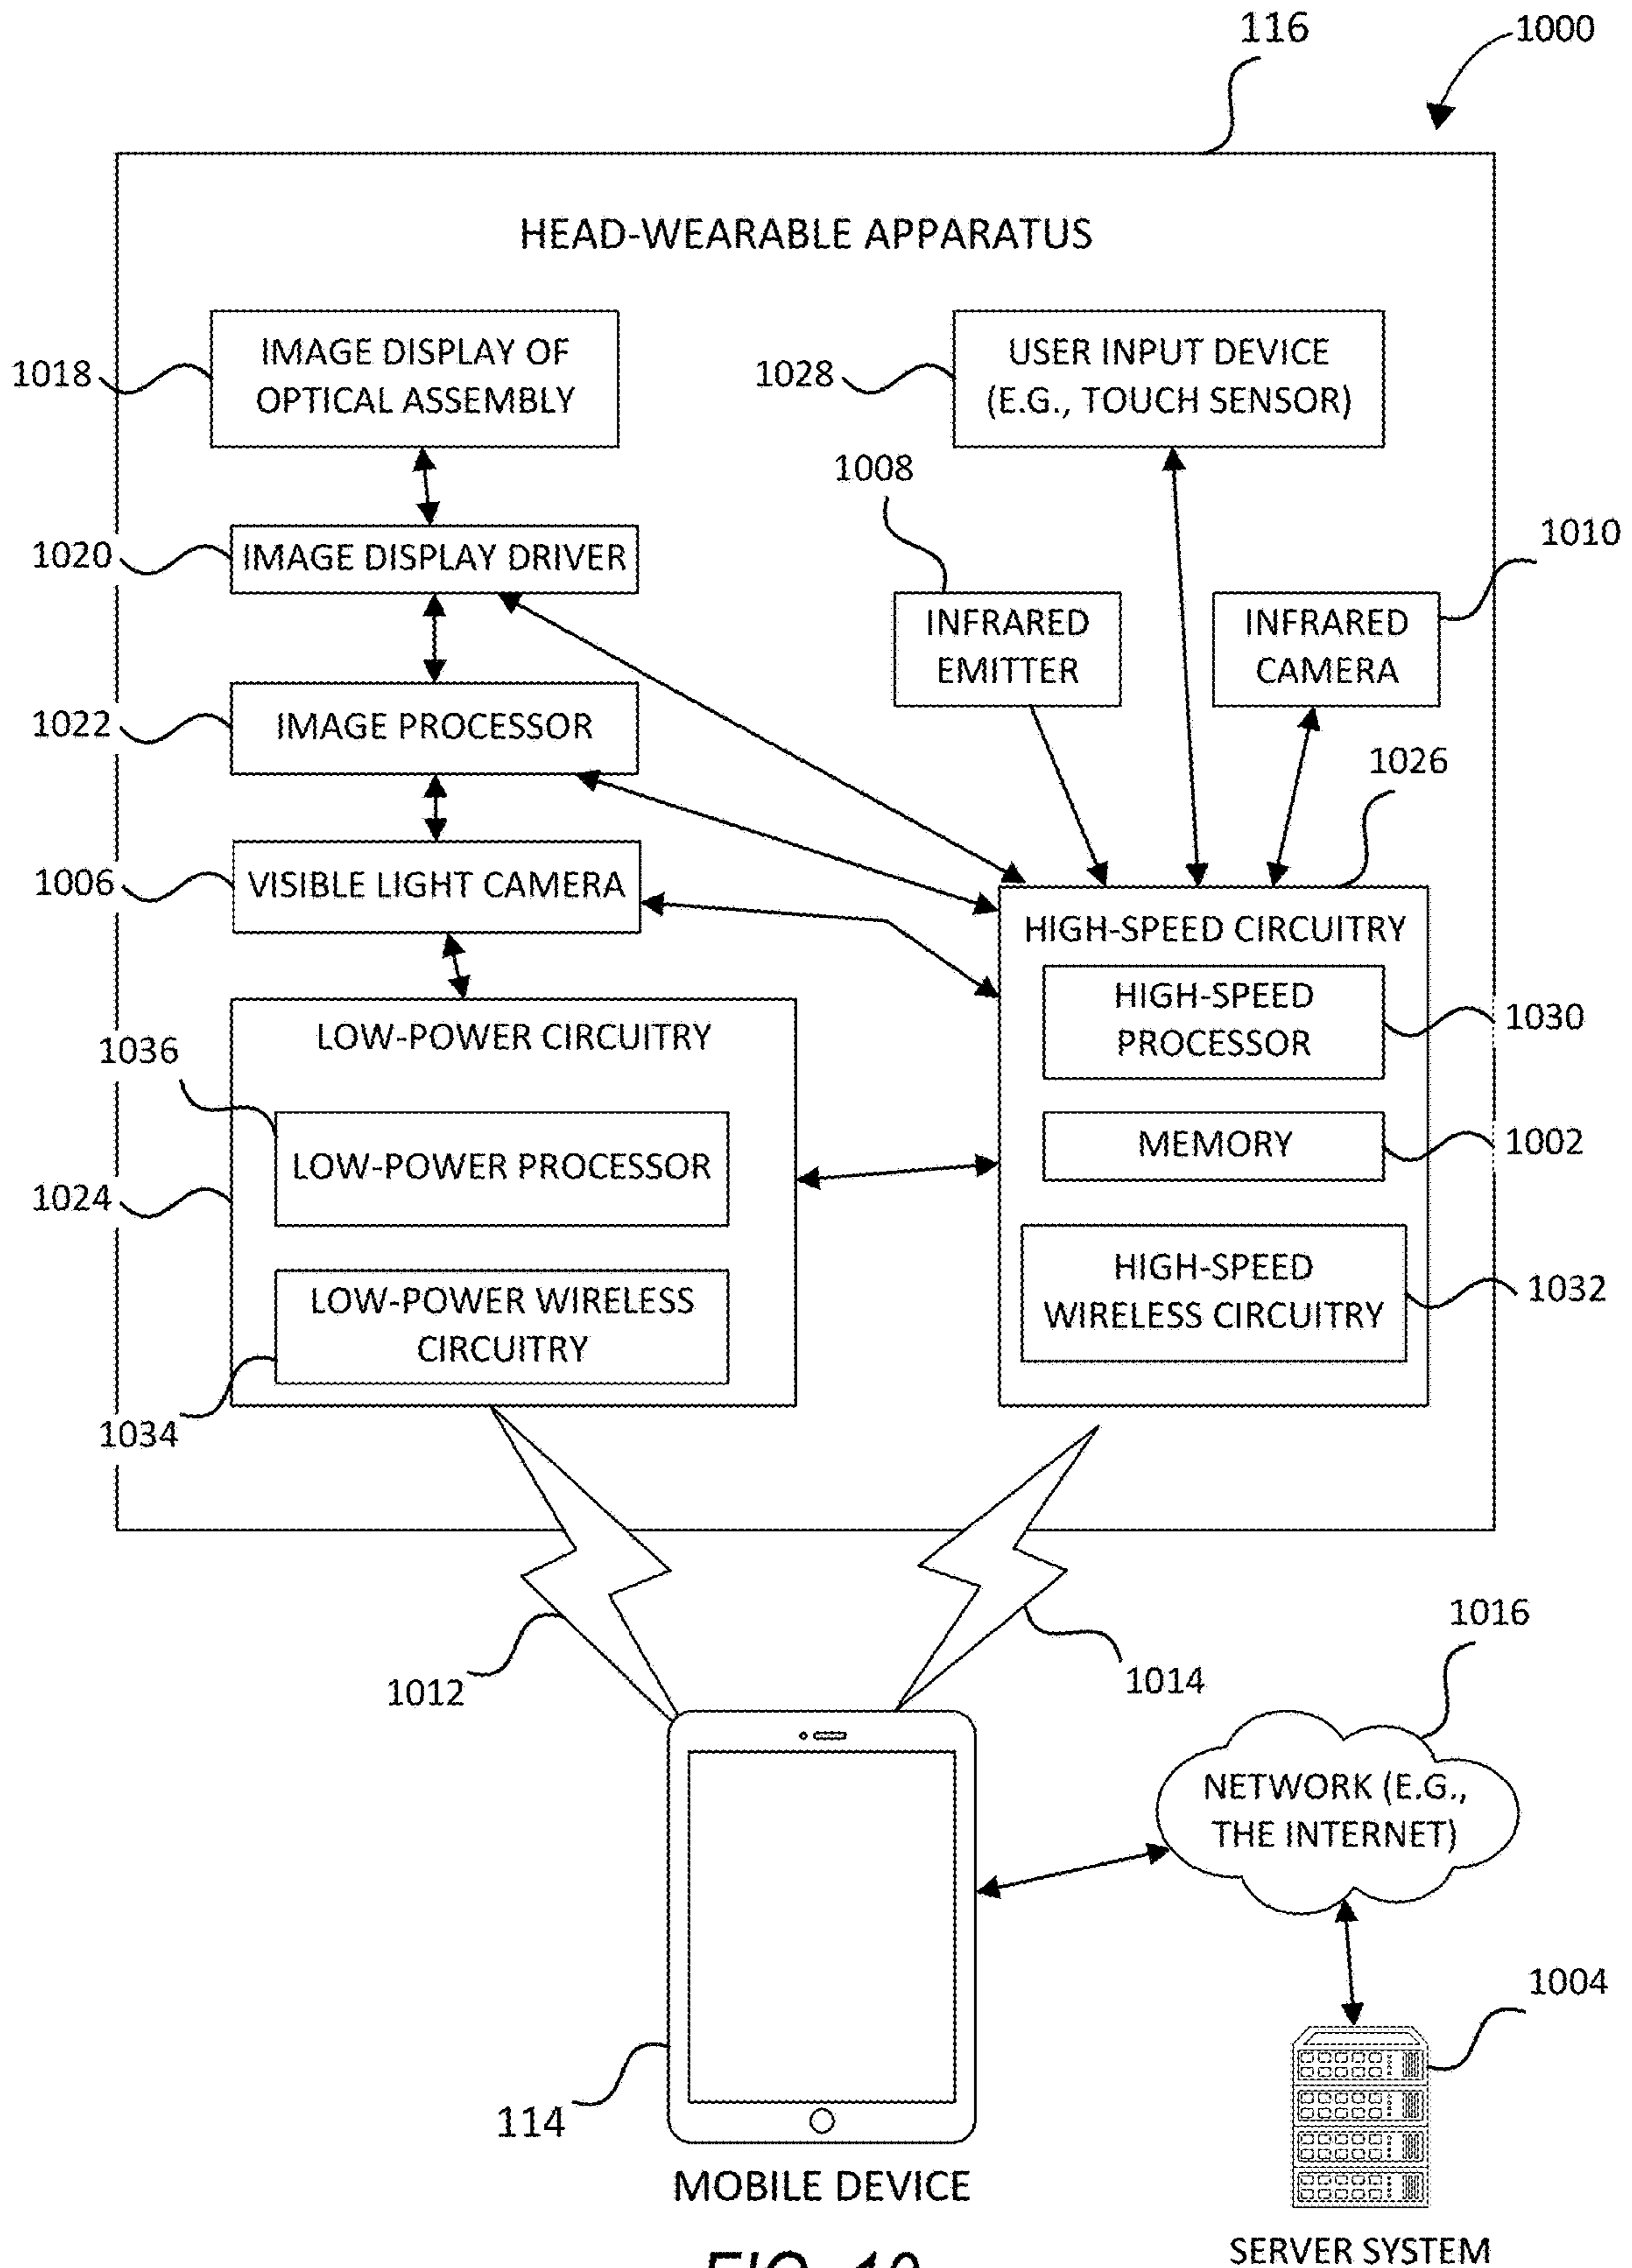 116
1000
HEAD-WEARABLE APPARATUS
1018
IMAGE DISPLAY OF
OPTICAL ASSEMBLY
1028
USER INPUT DEVICE
(E.G., TOUCH SENSOR)
1008
1020
IMAGE DISPLAY DRIVER
1010
INFRARED
EMITTER
INFRARED
CAMERA
1022
IMAGE PROCESSOR
1026
1006
VISIBLE LIGHT CAMERA
HIGH-SPEED CIRCUITRY
HIGH-SPEED
PROCESSOR
1030
LOW-POWER CIRCUITRY
1036
MEMORY
1002
LOW-POWER PROCESSOR
1024
HIGH-SPEED
WIRELESS CIRCUITRY
1032
LOW-POWER WIRELESS
CIRCUITRY
1034
1012
1014
1016
NETWORK (E.G.,
THE INTERNET)
1004
114
MOBILE DEVICE
SERVER SYSTEM
FIG. 10